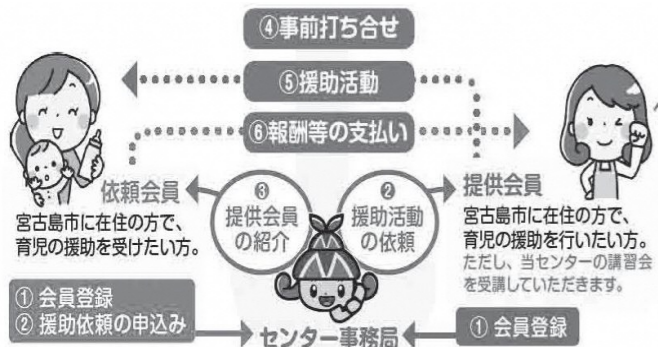 ④事前打ち合せ
⑤援助活動
⑥報酬等の支払い
依頼会員
宮古島市に在住の方で、
育児の援助を受けたい方。
❸
提供会員
の紹介
❷
援助活動
の依頼
提供会員
宮古島市に在住の方で、
育児の援助を行いたい方。
ただし、当センターの講習会
を受講していただきます。
① 会員登録
② 援助依頼の申込み
センター事務局
① 会員登録